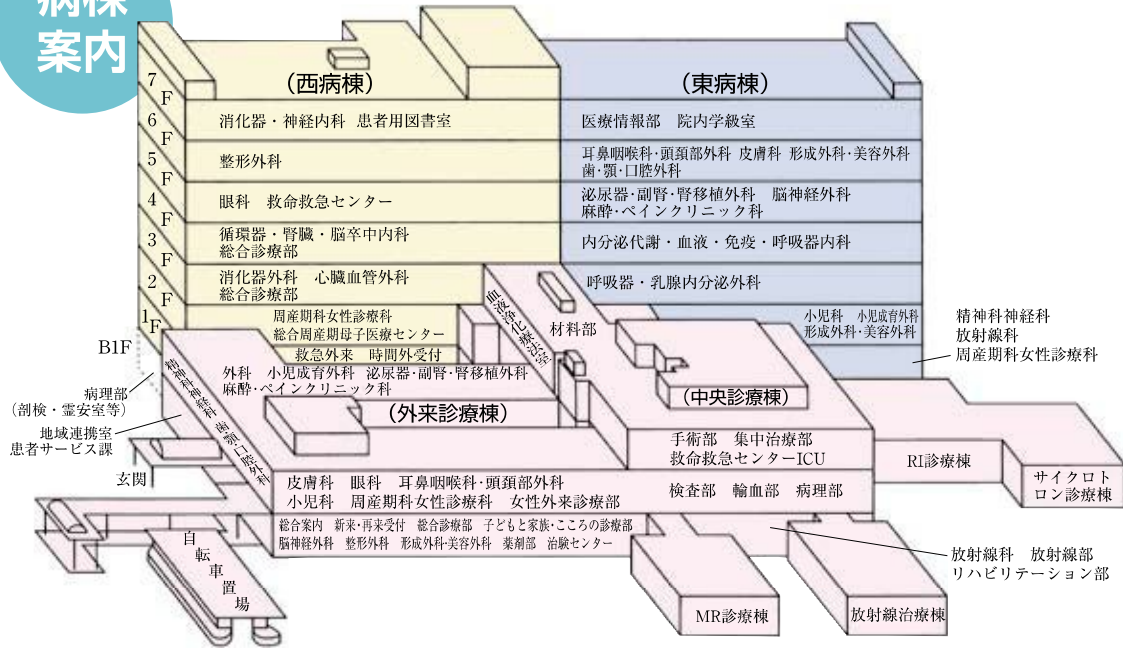 病棟
案内
(西病棟)
(東病棟)
7F
6F
5F
4F
3F
2F
1F
B1F
消化器・神経内科 患者用図書室
整形外科
眼科 救命救急センター
循環器・腎臓・脳卒中内科
総合診療部
消化器外科 心臓血管外科
総合診療部
周産期科女性診療科
総合周産期母子医療センター
救急外来 時間外受付
医療情報部 院内学級室
耳鼻咽喉科・頭頚部外科 皮膚科 形成外科・美容外科
歯・顎・口腔外科
泌尿器・副腎・腎移植外科 脳神経外科
麻酔・ペインクリニック科
内分泌代謝・血液・免疫・呼吸器内科
呼吸器・乳腺内分泌外科
小児科 小児成育外科
形成外科・美容外科
精神科神経科
放射線科
周産期科女性診療科
血液浄化療法室
材料部
(中央診療棟)
外科 小児成育外科 泌尿器・副腎・腎移植外科
麻酔・ペインクリニック科
(外来診療棟)
精神科神経科 歯・顎・口腔外科
病理部
(剖検・霊安室等)
地域連携室
患者サービス課
玄関
手術部 集中治療部
救命救急センターICU
皮膚科 眼科 耳鼻咽喉科・頭頚部外科
小児科 周産期科女性診療科 女性外来診療部
検査部 輸血部 病理部
総合案内 新来・再来受付 総合診療部 子どもと家族・こころの診療部
脳神経外科 整形外科 形成外科・美容外科 薬剤部 治験センター
RI診療棟
サイクロト
ロン診療棟
放射線科 放射線部
リハビリテーション部
自転車置場
MR診療棟
放射線治療棟